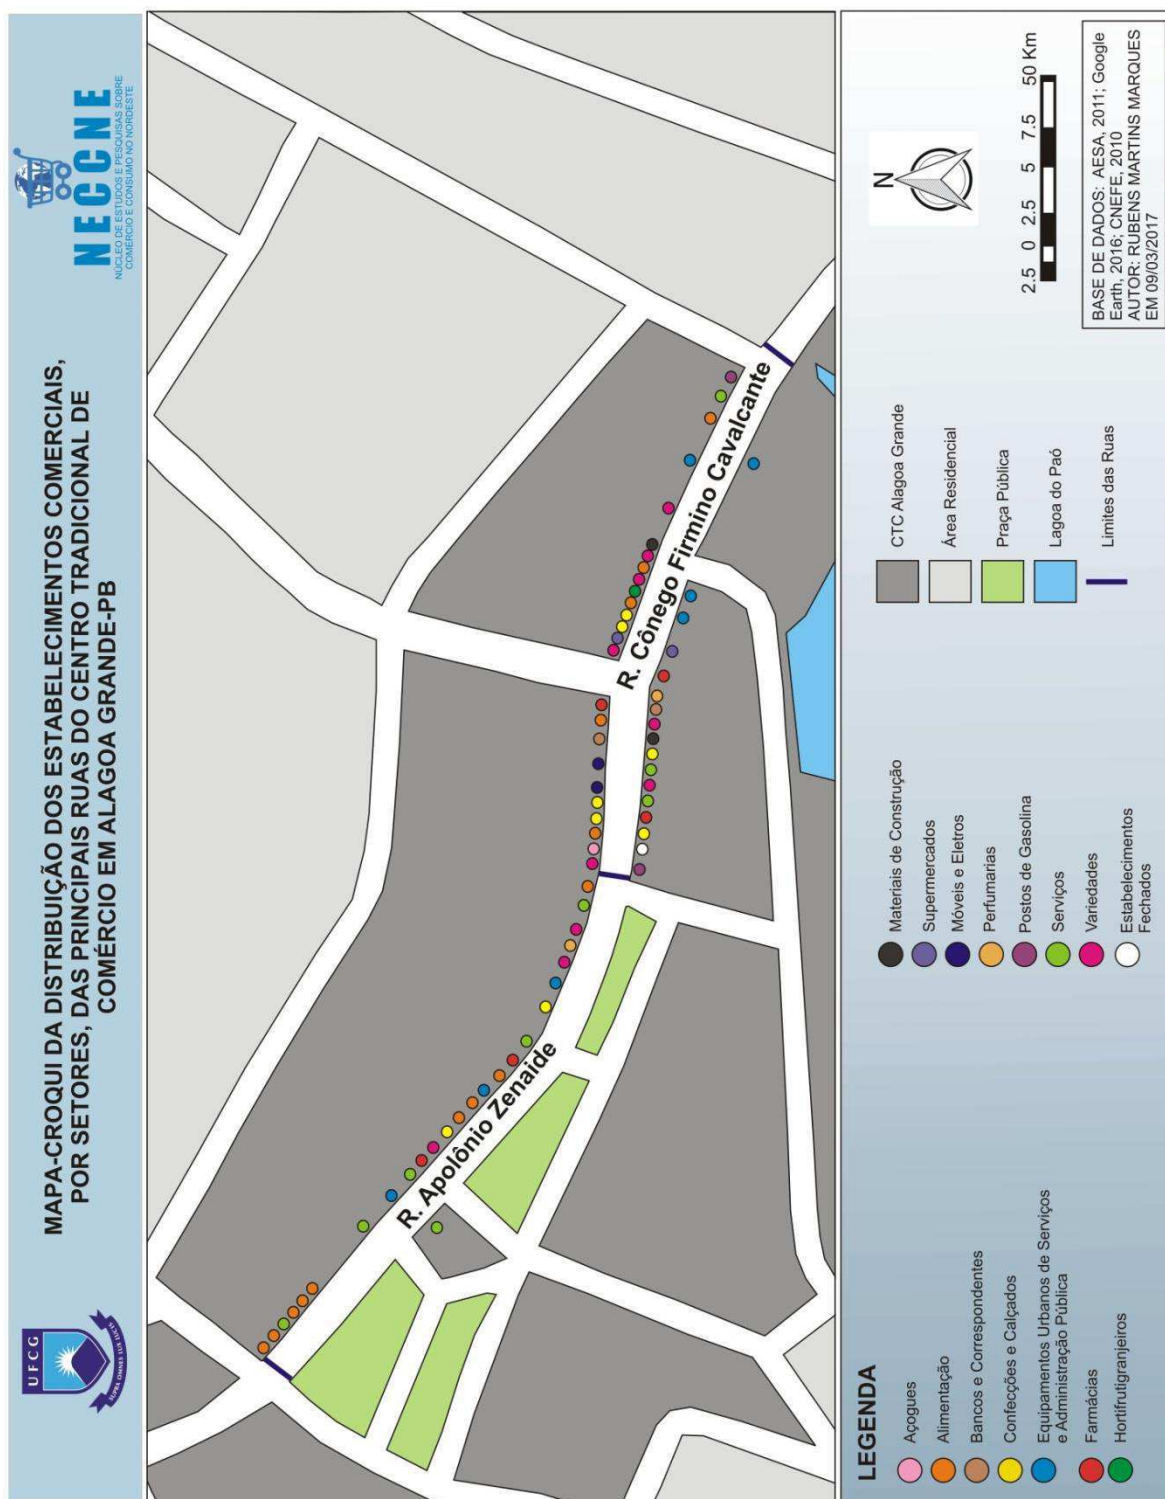 UFCG
SUPRA OMNES LUX LUCIS
MAPA-CROQUI DA DISTRIBUIÇÃO DOS ESTABELECIMENTOS COMERCIAIS,
POR SETORES, DAS PRINCIPAIS RUAS DO CENTRO TRADICIONAL DE
COMÉRCIO EM ALAGOA GRANDE-PB
NECCNE
NÚCLEO DE ESTUDOS E PESQUISAS SOBRE
COMÉRCIO E CONSUMO NO NORDESTE
R. Apolônio Zenaide
R. Cônego Firmino Cavalcante
LEGENDA
Açogues
Alimentação
Bancos e Correspondentes
Confecções e Calçados
Equipamentos Urbanos de Serviços
e Administração Pública
Farmácias
Hortifrutigranjeiros
Materiais de Construção
Supermercados
Móveis e Eletros
Perfumarias
Postos de Gasolina
Serviços
Variedades
Estabelecimentos
Fechados
CTC Alagoa Grande
Área Residencial
Praça Pública
Lagoa do Paó
Limites das Ruas
N
2.5 0 2.5 5 7.5 50 Km
BASE DE DADOS: AESA, 2011; Google
Earth, 2016; CNEFE, 2010
AUTOR: RUBENS MARTINS MARQUES
EM 09/03/2017